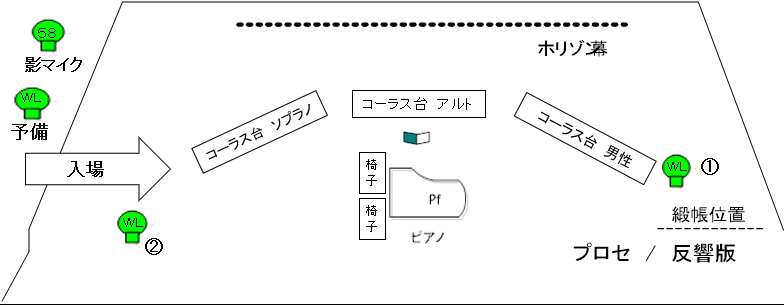 58
影マイク
WL
予備
入場
WL
②
ホリゾン幕
コーラス台 ソプラノ
コーラス台 アルト
コーラス台 男性
椅子
椅子
Pf
ピアノ
WL ①
緞帳位置
プロセ / 反響版